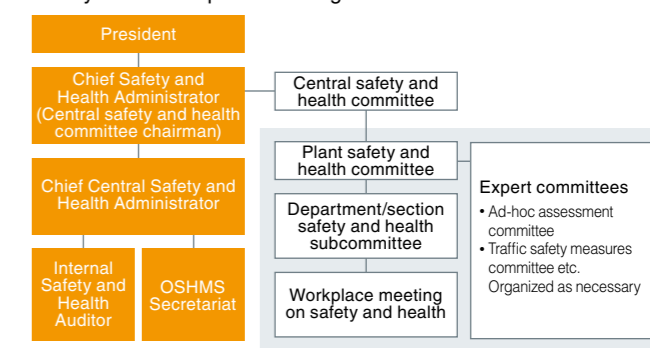 President
Chief Safety and
Health Administrator
(Central safety and health
committee chairman)
Central safety and
health committee
Plant safety and
health committee
Chief Central Safety and
Health Administrator
Expert committees
• Ad-hoc assessment
committee
• Traffic safety measures
committee etc.
Organized as necessary
Department/section
safety and health
subcommittee
Internal
Safety and
Health
Auditor
OSHMS
Secretariat
Workplace meeting
on safety and health